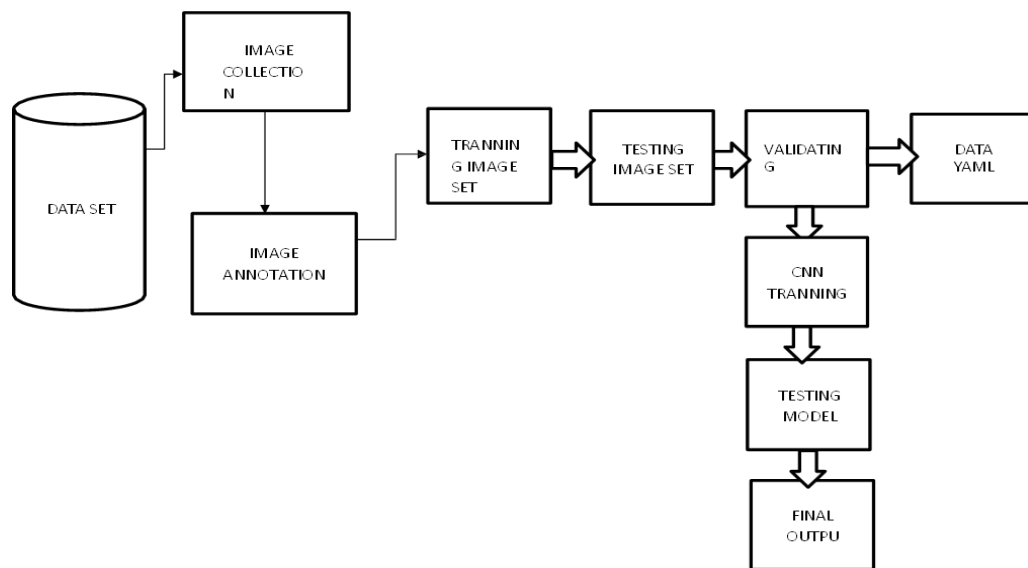 DATA SET
IMAGE
COLLECTIO
N
IMAGE
ANNOTATION
TRANNIN
G IMAGE
SET
TESTING
IMAGE SET
VALIDATIN
G
DATA
YAML
CNN
TRANNING
TESTING
MODEL
FINAL
OUTPU